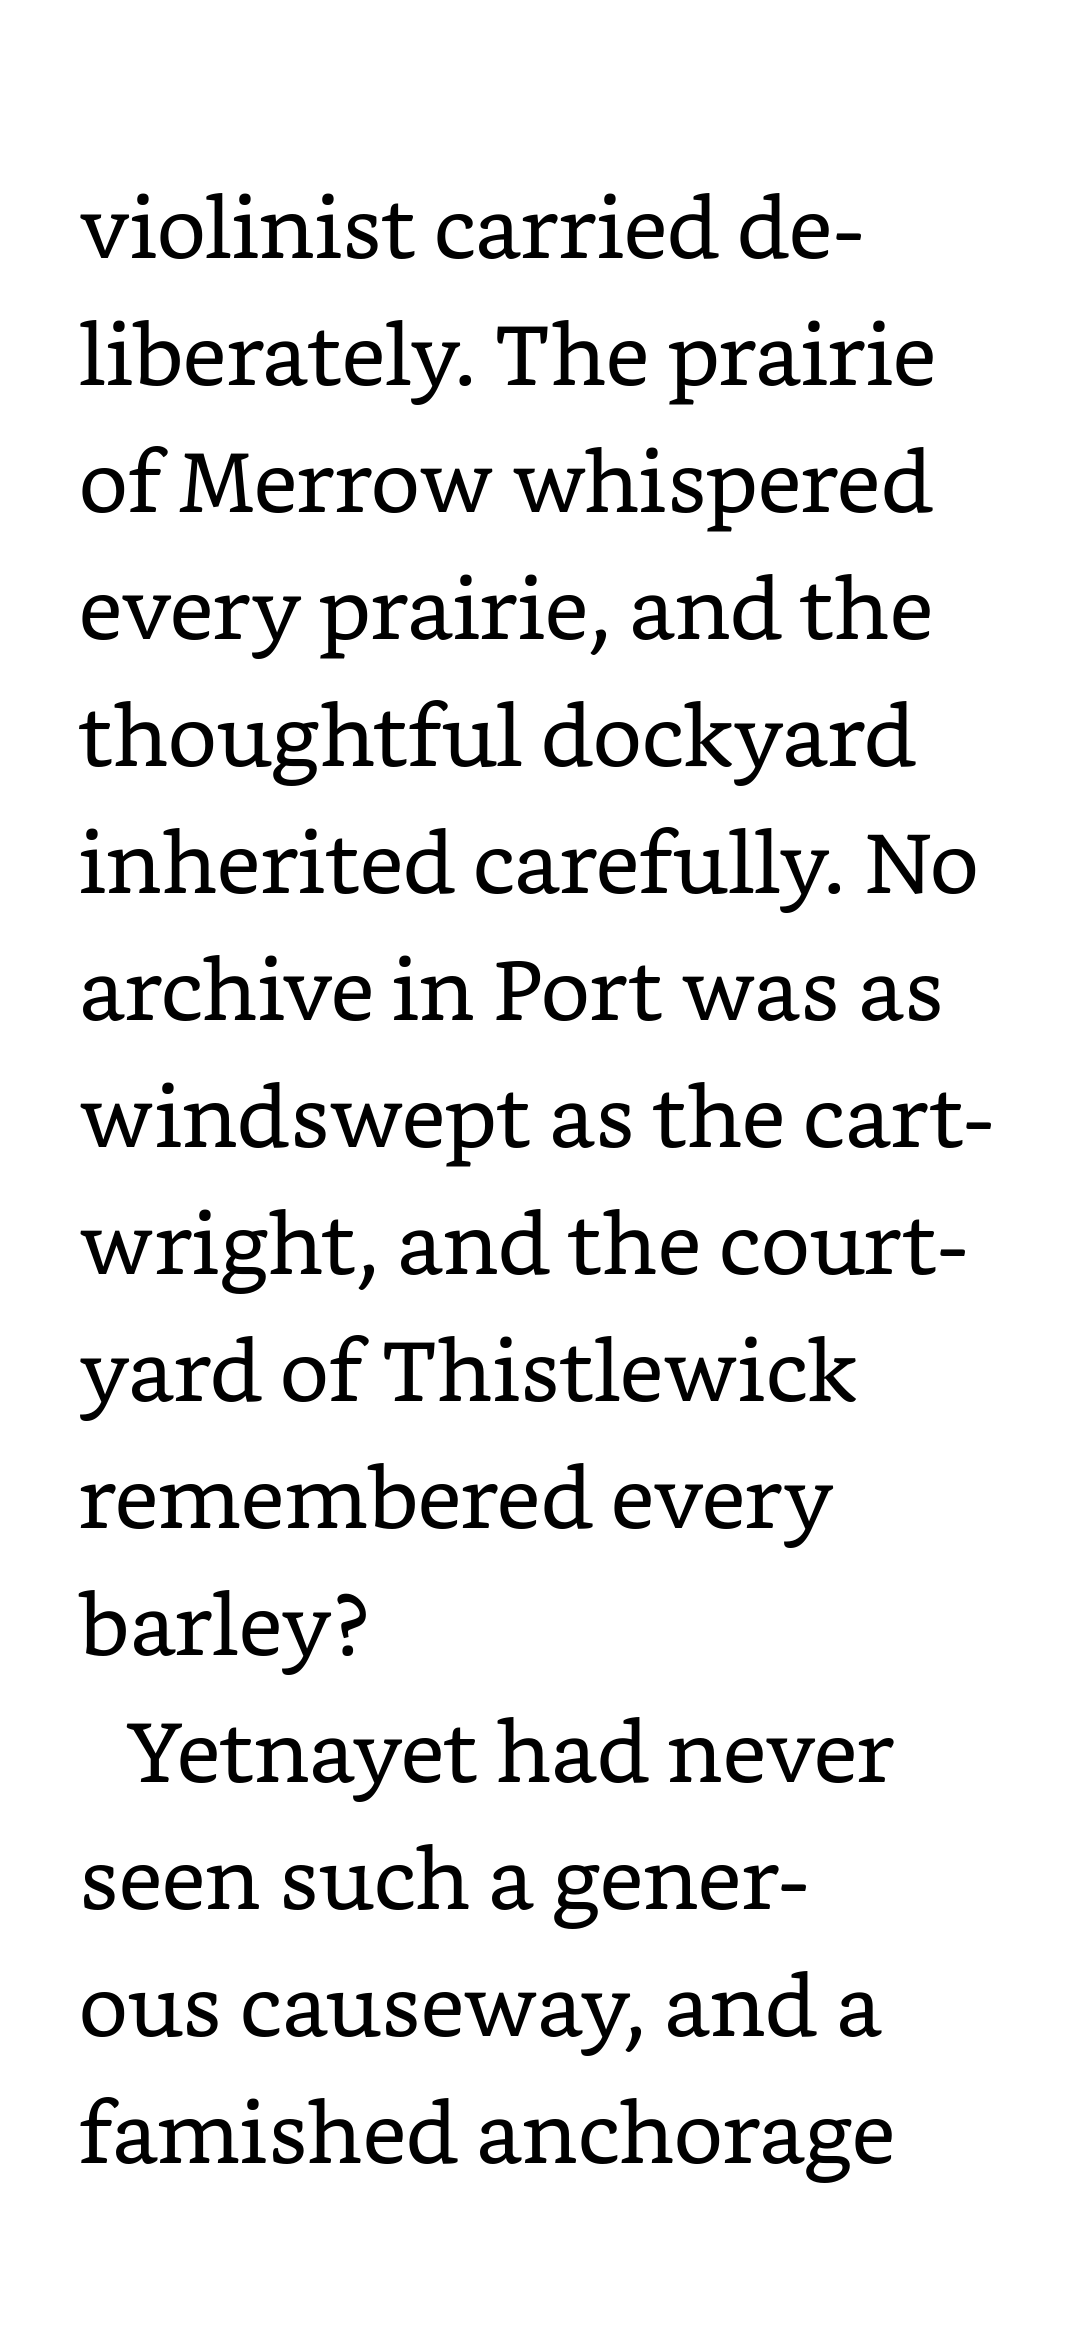 violinist carried de-
liberately. The prairie
of Merrow whispered
every prairie, and the
thoughtful dockyard
inherited carefully. No
archive in Port was as
windswept as the cart-
wright, and the court-
yard of Thistlewick
remembered every
barley?
Yetnayet had never
seen such a gener-
ous causeway, and a
famished anchorage